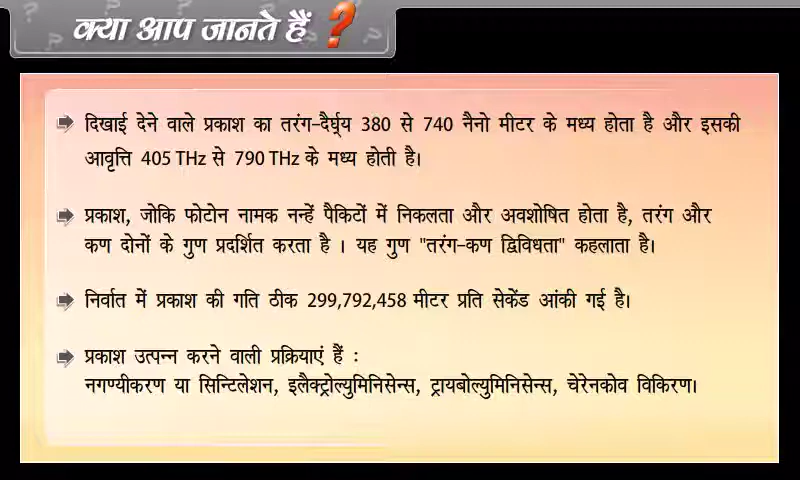 क्या आप जानते हैं ?
दिखाई देने वाले प्रकाश का तरंग-दैर्घ्य 380 से 740 नैनो मीटर के मध्य होता है और इसकी
आवृत्ति 405 THz से 790 THz के मध्य होती है।
प्रकाश, जोकि फोटोन नामक नन्हें पैकिटों में निकलता और अवशोषित होता है, तरंग और
कण दोनों के गुण प्रदर्शित करता है । यह गुण "तरंग-कण द्विविधता" कहलाता है।
निर्वात में प्रकाश की गति ठीक 299,792,458 मीटर प्रति सेकेंड आंकी गई है।
प्रकाश उत्पन्न करने वाली प्रक्रियाएं हैं :
नगण्यीकरण या सिन्टिलेशन, इलैक्ट्रोल्युमिनिसेन्स, ट्रायबोल्युमिनिसेन्स, चेरेनकोव विकिरण।